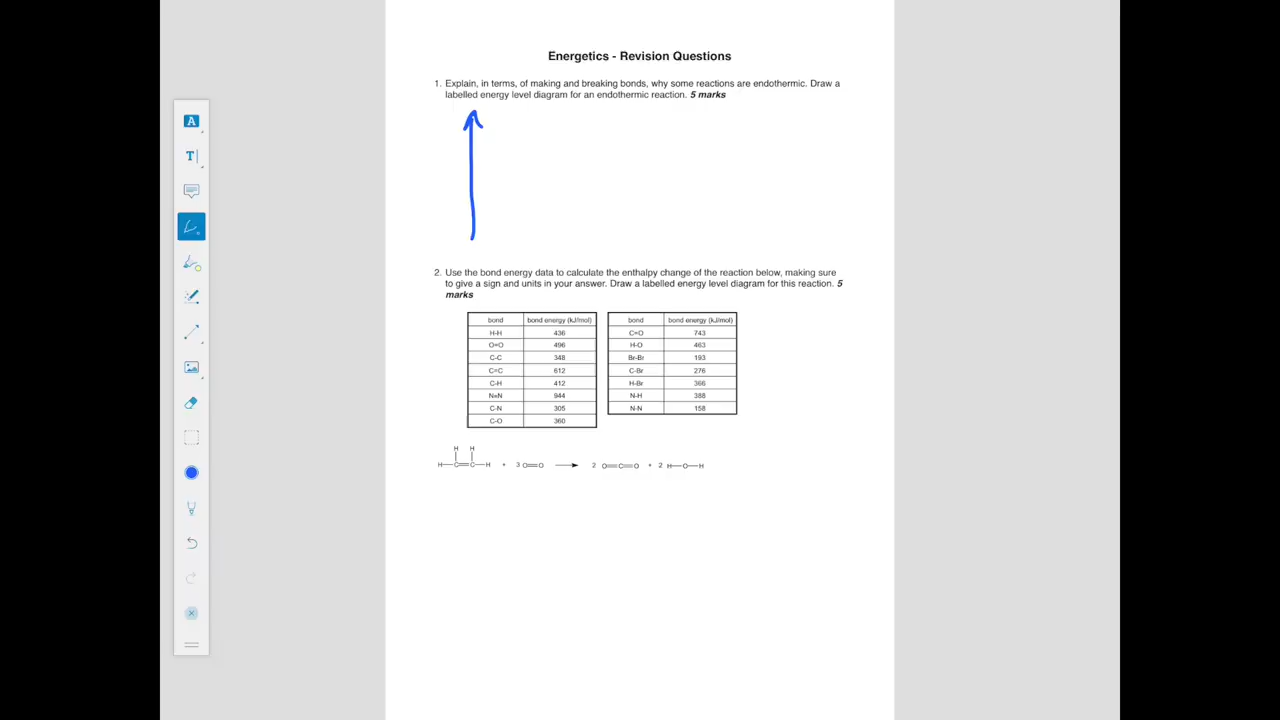 Energetics - Revision Questions
1. Explain, in terms, of making and breaking bonds, why some reactions are endothermic. Draw a
labelled energy level diagram for an endothermic reaction. 5 marks
2. Use the bond energy data to calculate the enthalpy change of the reaction below, making sure
to give a sign and units in your answer. Draw a labelled energy level diagram for this reaction. 5
marks
bond bond energy (kJ/mol) bond bond energy (kJ/mol)
H-H 436 C=O 743
O=O 496 H-O 463
C-C 348 Br-Br 193
C=C 612 C-Br 276
C-H 412 H-Br 366
N≡N 944 N-H 388
C-N 305 N-N 158
C-O 360
H H
H—C=C—H + 3 O=O → 2 O=C=O + 2 H—O—H
A
T